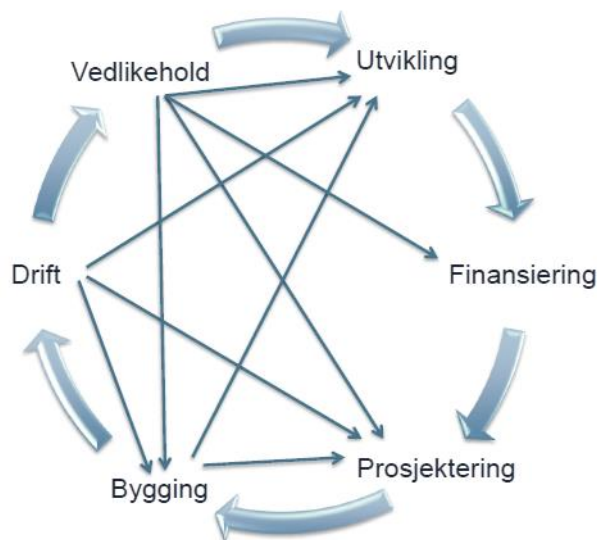 Vedlikehold
Utvikling
Drift
Finansiering
Bygging
Prosjektering